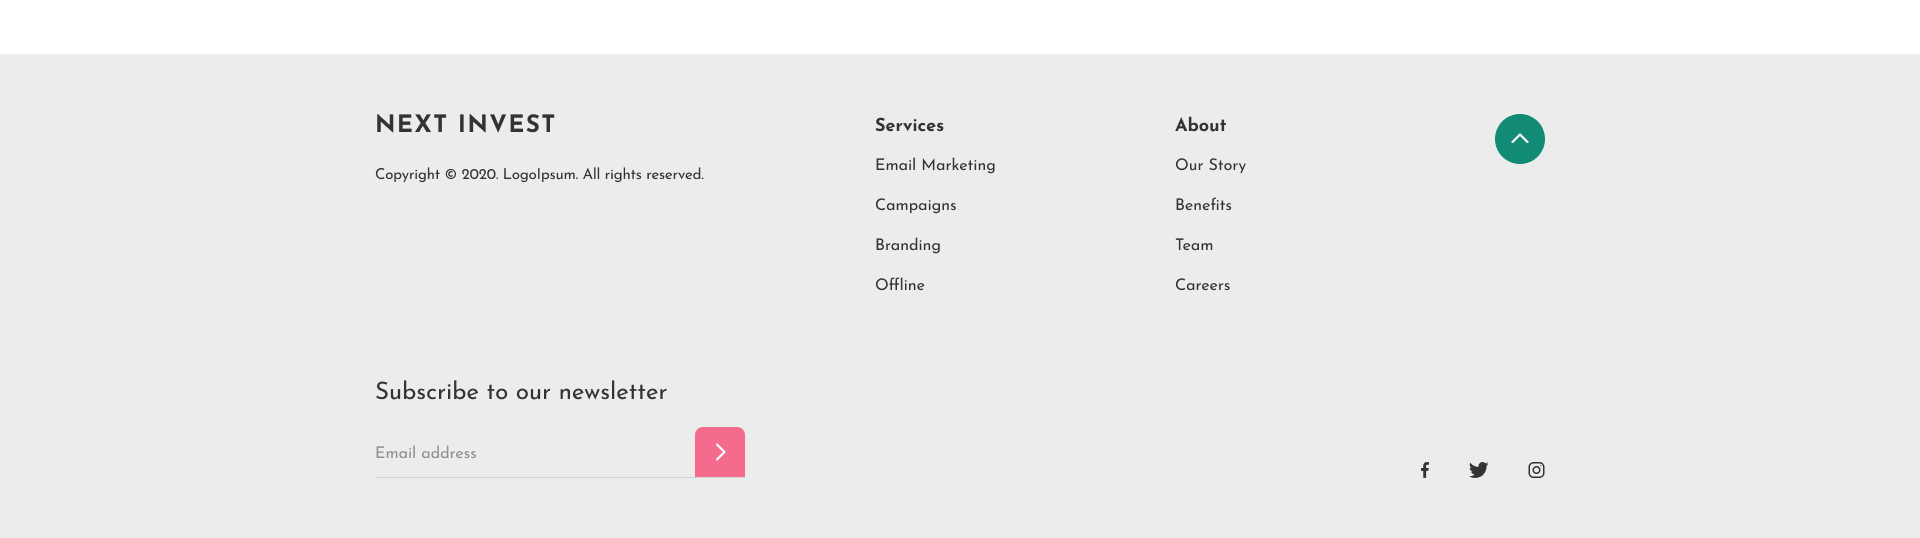 NEXT INVEST
Copyright © 2020. LogoIpsum. All rights reserved.
Services
Email Marketing
Campaigns
Branding
Offline
About
Our Story
Benefits
Team
Careers
Subscribe to our newsletter
Email address